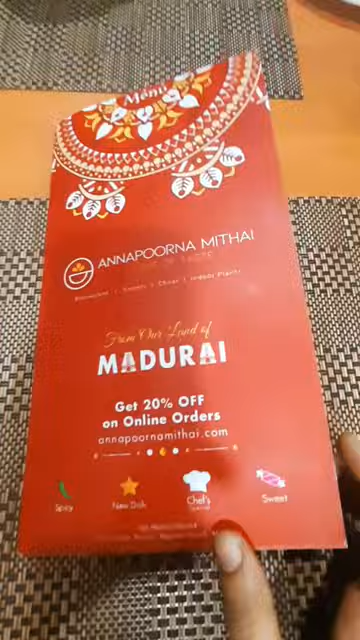 Menu
ANNAPOORNA MITHAI
From Our Land of
MADURAI
Get 20% OFF
on Online Orders
annapoornamithai.com
Spicy New Dish Chef's Sweet